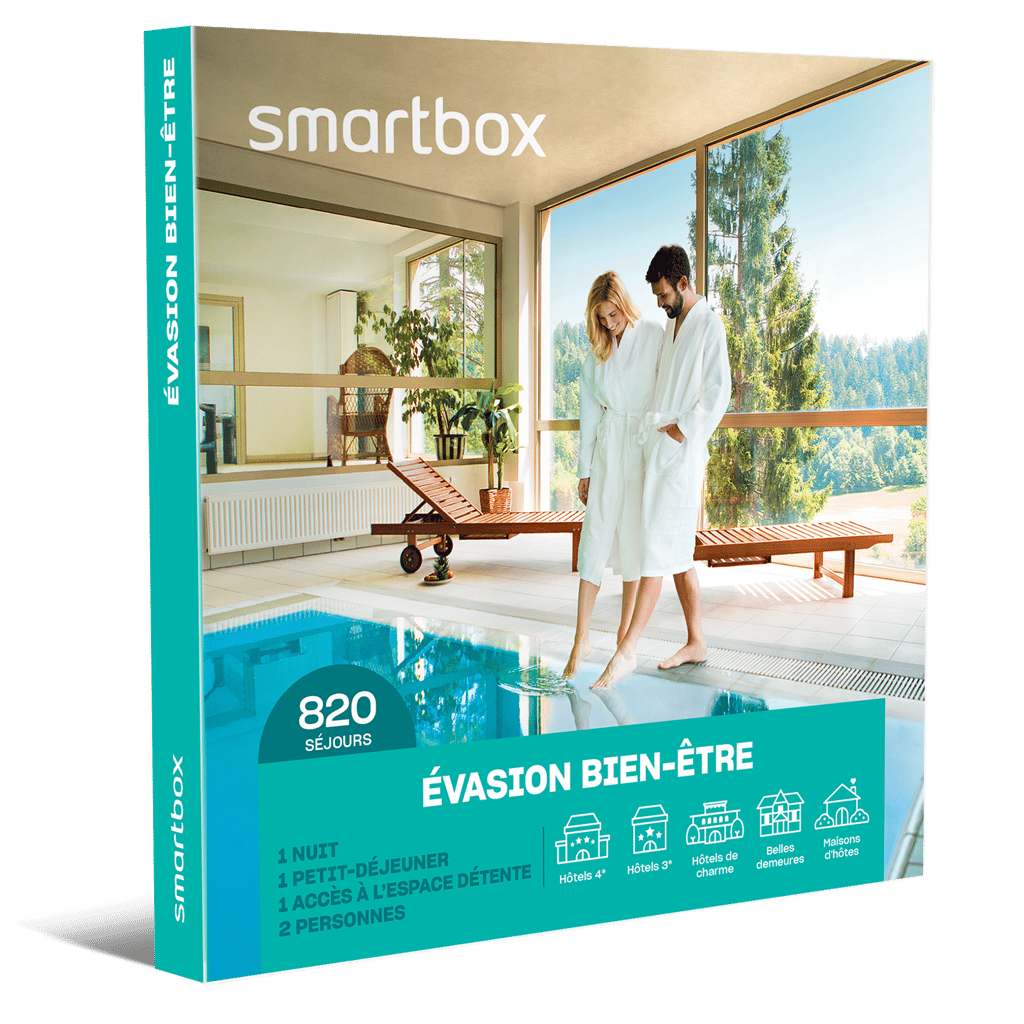 ÉVASION BIEN-ÊTRE
smartbox
smartbox
820
SÉJOURS
ÉVASION BIEN-ÊTRE
1 NUIT
1 PETIT-DÉJEUNER
1 ACCÈS À L'ESPACE DÉTENTE
2 PERSONNES
Hôtels 4*
Hôtels 3*
Hôtels de
charme
Belles
demeures
Maisons
d'hôtes